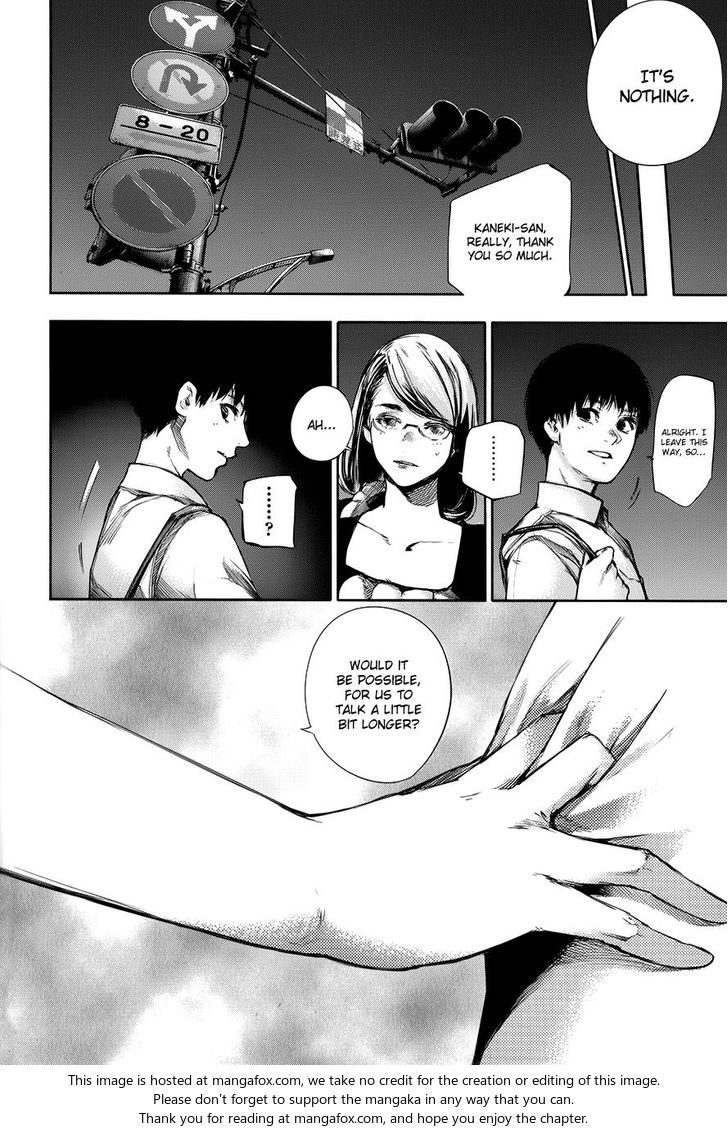 IT'S
NOTHING.
KANEKI-SAN,
REALLY, THANK
YOU SO MUCH.
8-20
ALRIGHT. I
LEAVE THIS
WAY, SO...
........
AH...
.......?
WOULD IT
BE POSSIBLE,
FOR US TO
TALK A LITTLE
BIT LONGER?
This image is hosted at mangafox.com, we take no credit for the creation or editing of this image.
Please don't forget to support the mangaka in any way that you can.
Thank you for reading at mangafox.com, and hope you enjoy the chapter.